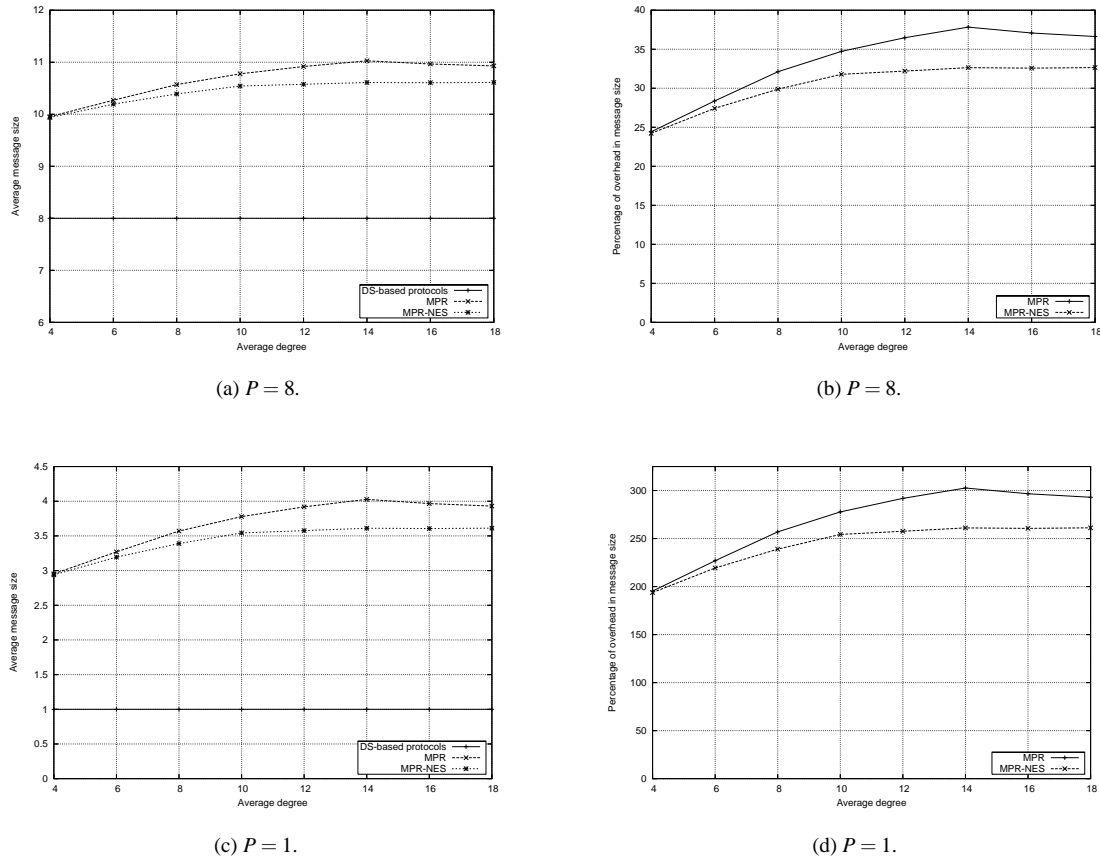 12
11
10
9
8
7
6
4 6 8 10 12 14 16 18
Average message size
Average degree
DS-based protocols
MPR
MPR-NES
(a) P = 8.
40
35
30
25
20
15
10
5
0
4 6 8 10 12 14 16 18
Percentage of overhead in message size
Average degree
MPR
MPR-NES
(b) P = 8.
4.5
4
3.5
3
2.5
2
1.5
1
0.5
0
4 6 8 10 12 14 16 18
Average message size
Average degree
DS-based protocols
MPR
MPR-NES
(c) P = 1.
300
250
200
150
100
50
0
4 6 8 10 12 14 16 18
Percentage of overhead in message size
Average degree
MPR
MPR-NES
(d) P = 1.